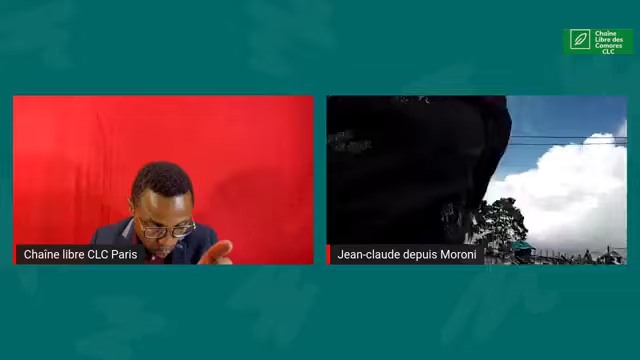 Chaîne
Libre des
Comores
CLC
Chaîne libre CLC Paris
Jean-claude depuis Moroni